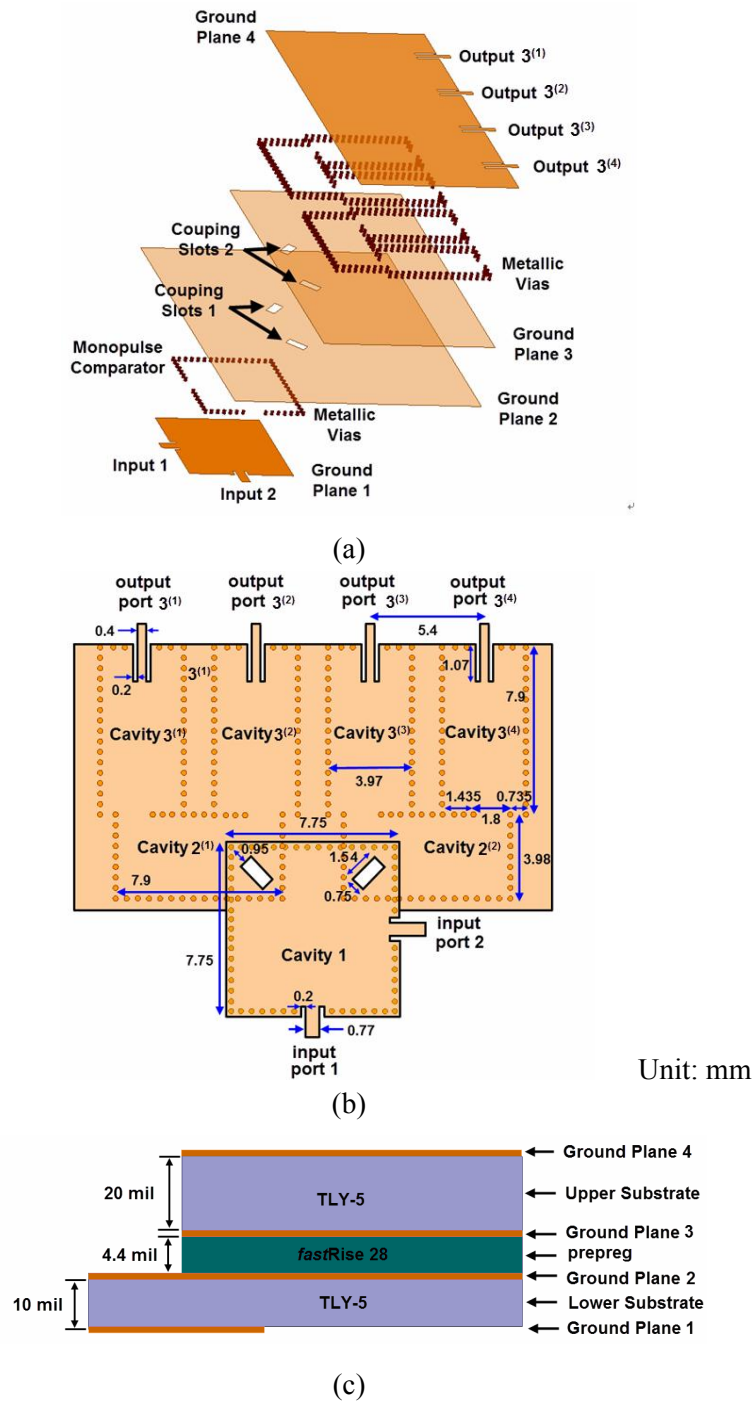 Ground
Plane 4
Output 3(1)
Output 3(2)
Output 3(3)
Output 3(4)
Couping
Slots 2
Metallic
Vias
Couping
Slots 1
Ground
Plane 3
Monopulse
Comparator
Ground
Plane 2
Metallic
Vias
Input 1
Input 2
Ground
Plane 1
(a)
output
port 3(1)
output
port 3(2)
output
port 3(3)
output
port 3(4)
0.4
5.4
0.2
3(1)
1.07
7.9
Cavity 3(1)
Cavity3(2)
Cavity 3(3)
Cavity3(4)
3.97
1.435
0.735
1.8
7.75
Cavity 2(1)
0.95
1.54
Cavity 2(2)
3.98
7.9
0.75
7.75
Cavity 1
input
port 2
0.2
0.77
input
port 1
Unit: mm
(b)
Ground Plane 4
20 mil
TLY-5
Upper Substrate
Ground Plane 3
4.4 mil
fastRise 28
prepreg
Ground Plane 2
10 mil
TLY-5
Lower Substrate
Ground Plane 1
(c)